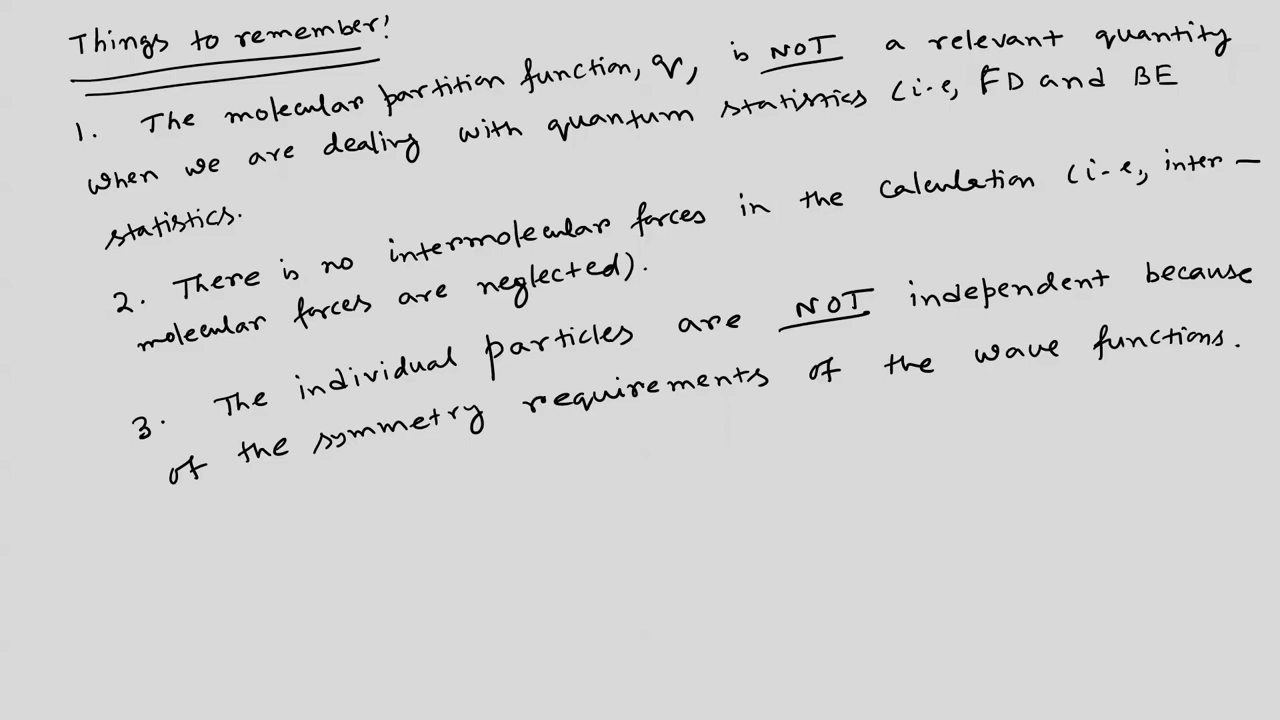 Things to remember!
1. The molecular partition function, q, is NOT a relevant quantity
when we are dealing with quantum statistics (i.e, FD and BE
statistics.
2. There is no intermolecular forces in the calculation (i.e, inter-
molecular forces are neglected).
3. The individual particles are NOT independent because
of the symmetry requirements of the wave functions.